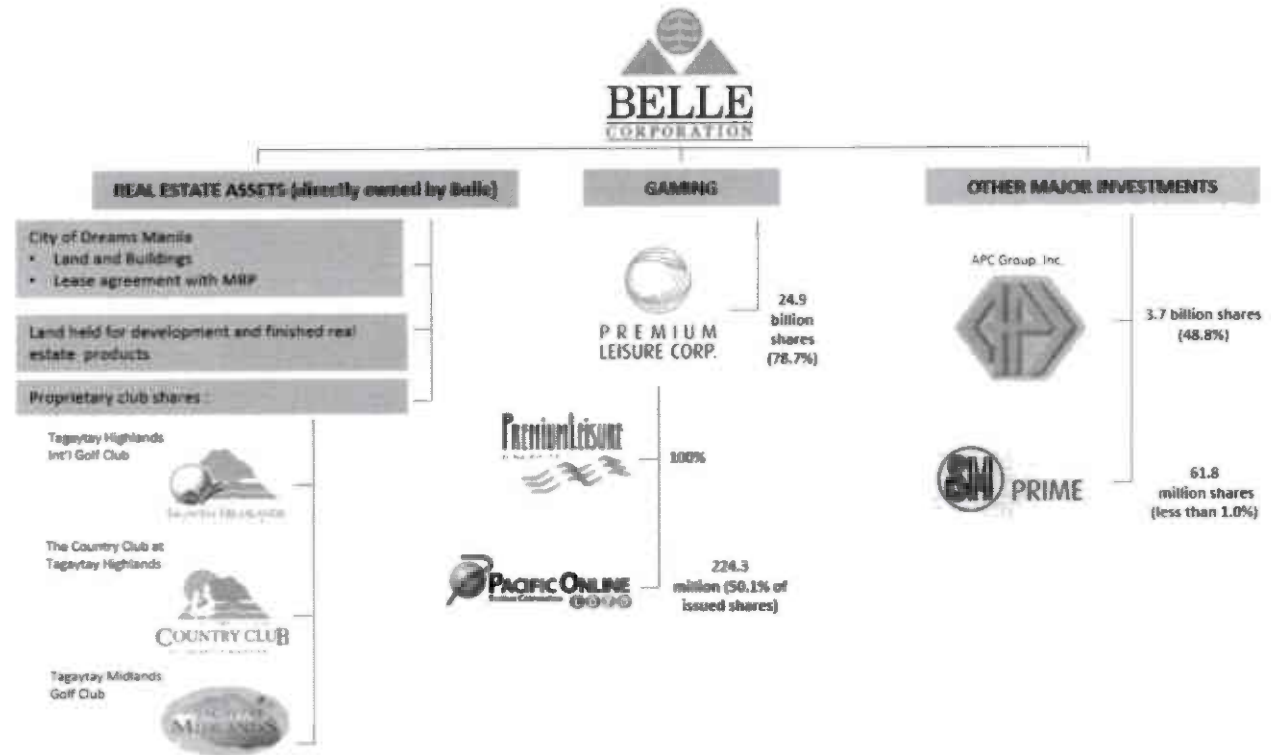 BELLE
CORPORATION
REAL ESTATE ASSETS (directly owned by Belle)
City of Dreams Manila
• Land and Buildings
• Lease agreement with MRP
Land held for development and finished real
estate products
Proprietary club shares :
Tagaytay Highlands
Int'l Golf Club
The Country Club at
Tagaytay Highlands
COUNTRY CLUB
Tagaytay Midlands
Golf Club
MIDLANDS
GAMING
PREMIUM
LEISURE CORP.
24.9
billion
shares
(78.7%)
PREMIUMLEISURE
100%
PACIFIC ONLINE
Systems Corporation
LOTO
224.3
million (50.1% of
issued shares)
OTHER MAJOR INVESTMENTS
APC Group, Inc.
3.7 billion shares
(48.8%)
SM PRIME
61.8
million shares
(less than 1.0%)